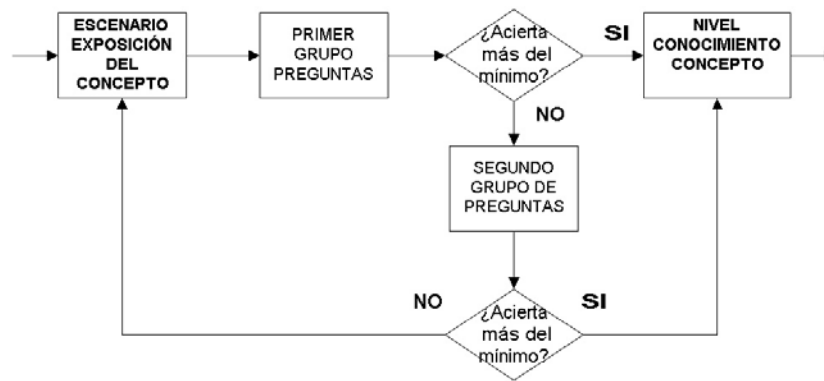 ESCENARIO
EXPOSICIÓN
DEL
CONCEPTO
PRIMER
GRUPO
PREGUNTAS
¿Acierta
más del
mínimo?
SI
NIVEL
CONOCIMIENTO
CONCEPTO
NO
SEGUNDO
GRUPO DE
PREGUNTAS
NO
¿Acierta
más del
mínimo?
SI